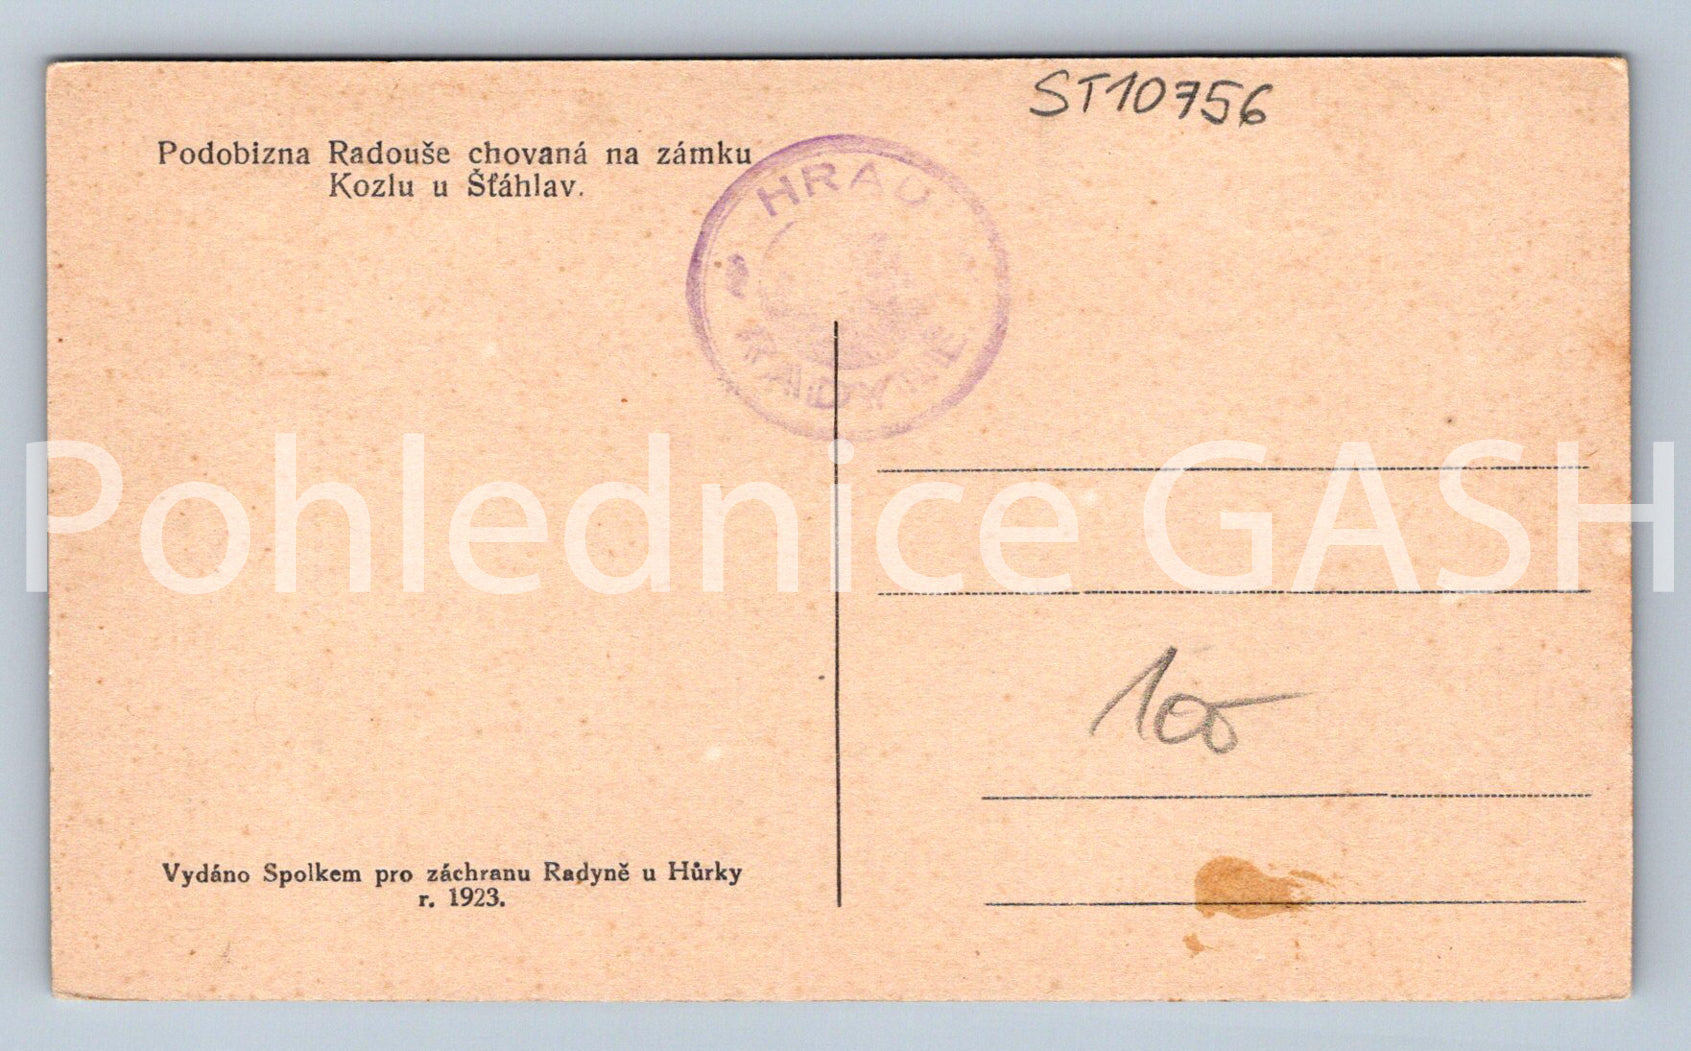 ST10756
Podobizna Radouše chovaná na zámku
Kozlu u Šťáhlav.
HRAD
RADYNĚ
Pohlednice GASH
100
Vydáno Spolkem pro záchranu Radyně u Hůrky
r. 1923.